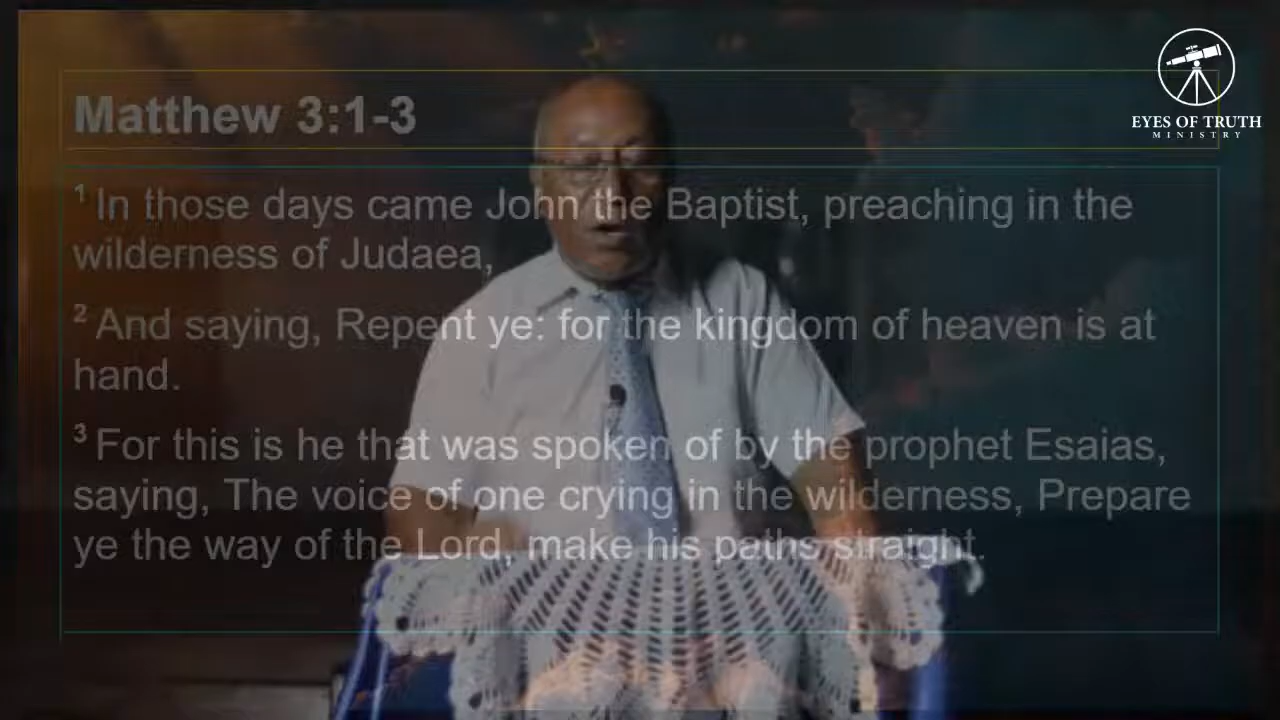 EYES OF TRUTH
MINISTRY
Matthew 3:1-3
1 In those days came John the Baptist, preaching in the
wilderness of Judaea,
2 And saying, Repent ye: for the kingdom of heaven is at
hand.
3 For this is he that was spoken of by the prophet Esaias,
saying, The voice of one crying in the wilderness, Prepare
ye the way of the Lord, make his paths straight.